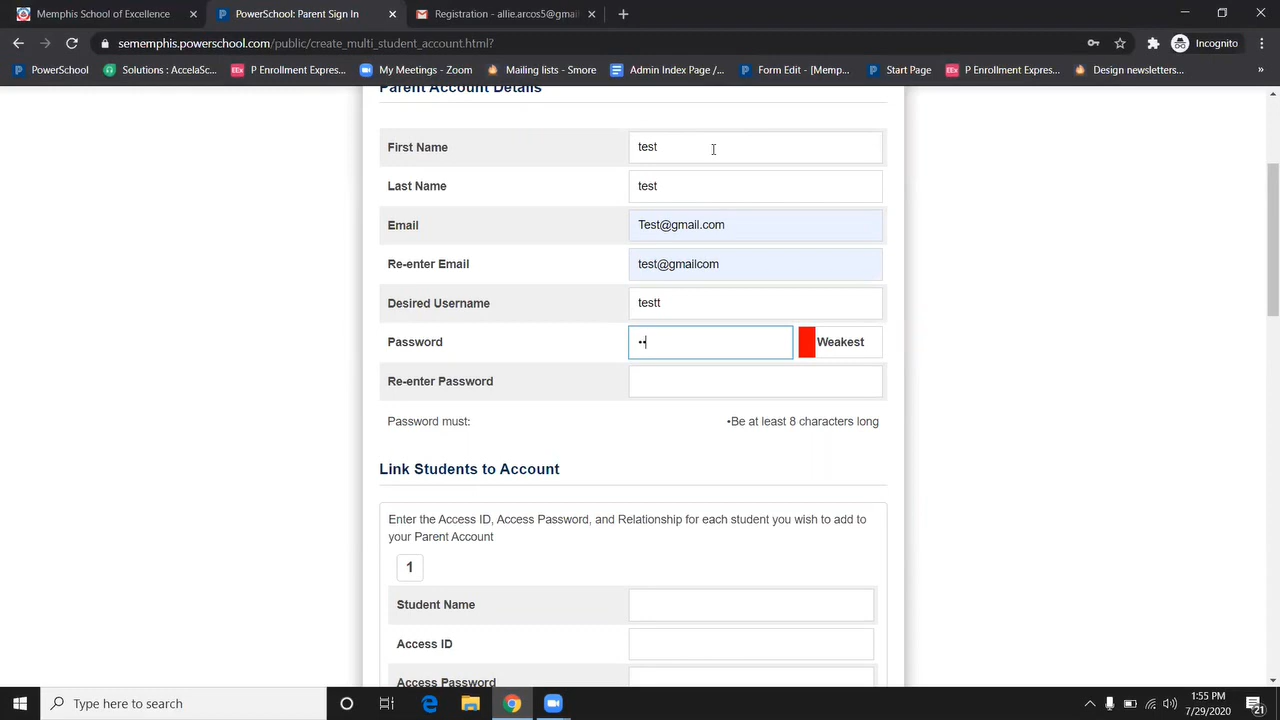 Memphis School of Excellence
PowerSchool Parent Sign In
Registration - allie.arcos5@gmai
sememphis.powerschool.com/public/create_multi_student_account.html?
Incognito
PowerSchool
Solutions : AccelaSc...
P Enrollment Expres...
My Meetings - Zoom
Mailing lists - Smore
Admin Index Page /...
Form Edit - [Memp...
Start Page
P Enrollment Expres...
Design newsletters...
Parent Account Details
First Name test
Last Name test
Email Test@gmail.com
Re-enter Email test@gmailcom
Desired Username testt
Password •• Weakest
Re-enter Password
Password must: •Be at least 8 characters long
Link Students to Account
Enter the Access ID, Access Password, and Relationship for each student you wish to add to
your Parent Account
1
Student Name
Access ID
Access Password
Type here to search
1:55 PM
7/29/2020
21